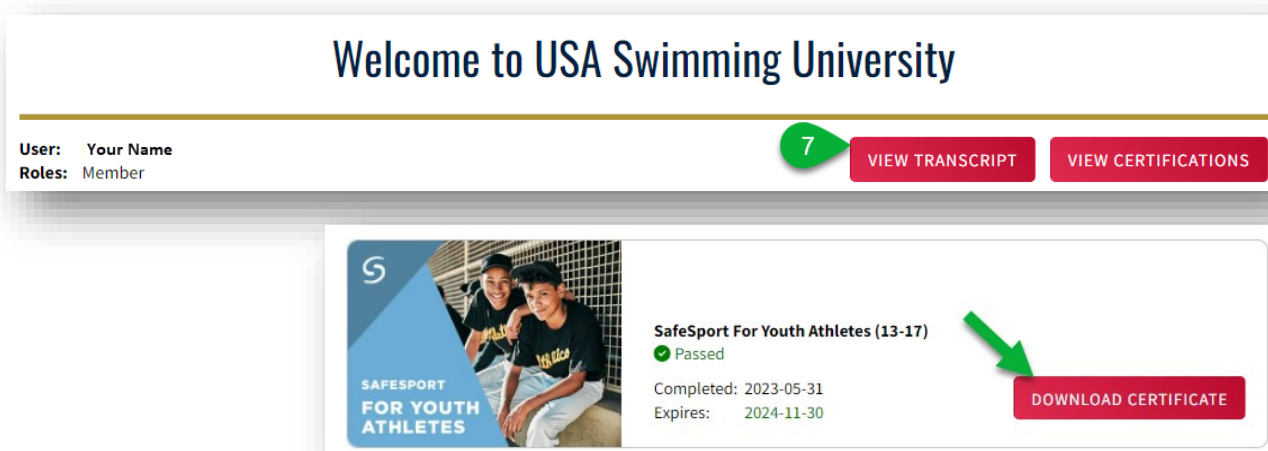 Welcome to USA Swimming University
User: Your Name
Roles: Member
7
VIEW TRANSCRIPT
VIEW CERTIFICATIONS
SAFESPORT
FOR YOUTH
ATHLETES
SafeSport For Youth Athletes (13-17)
Passed
Completed: 2023-05-31
Expires: 2024-11-30
DOWNLOAD CERTIFICATE